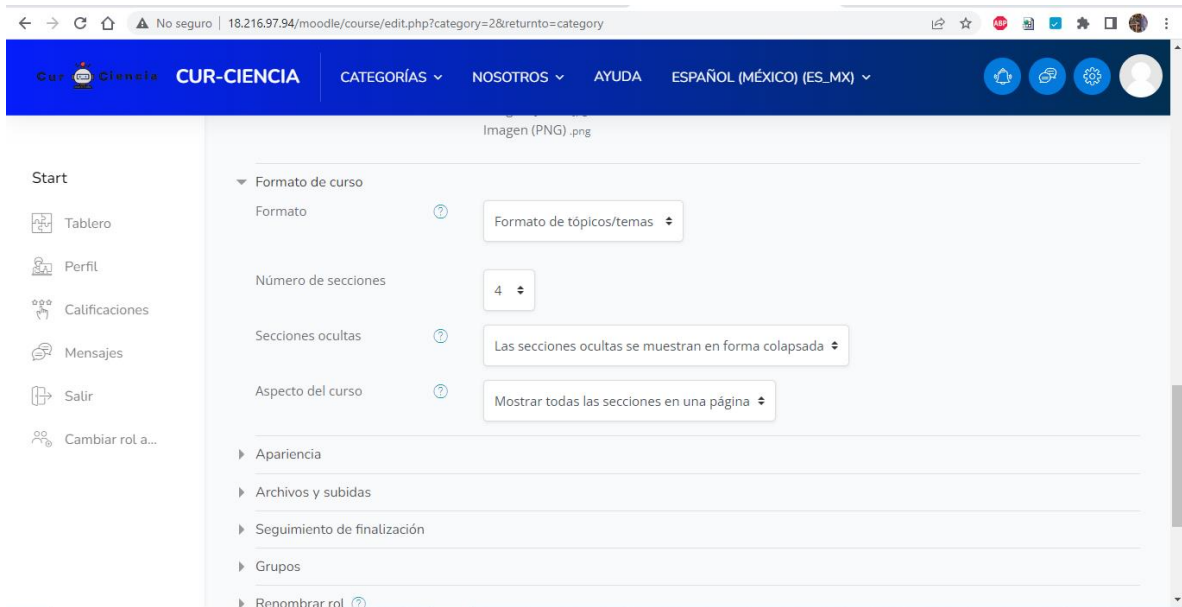 No seguro | 18.216.97.94/moodle/course/edit.php?category=2&returnto=category
ABP
Cur Ciencia CUR-CIENCIA CATEGORÍAS NOSOTROS AYUDA ESPAÑOL (MÉXICO) (ES_MX)
Imagen (PNG) .png
Start
Tablero
Perfil
Calificaciones
Mensajes
Salir
Cambiar rol a...
Formato de curso
Formato ? Formato de tópicos/temas
Número de secciones 4
Secciones ocultas ? Las secciones ocultas se muestran en forma colapsada
Aspecto del curso ? Mostrar todas las secciones en una página
Apariencia
Archivos y subidas
Seguimiento de finalización
Grupos
Renombrar rol ?